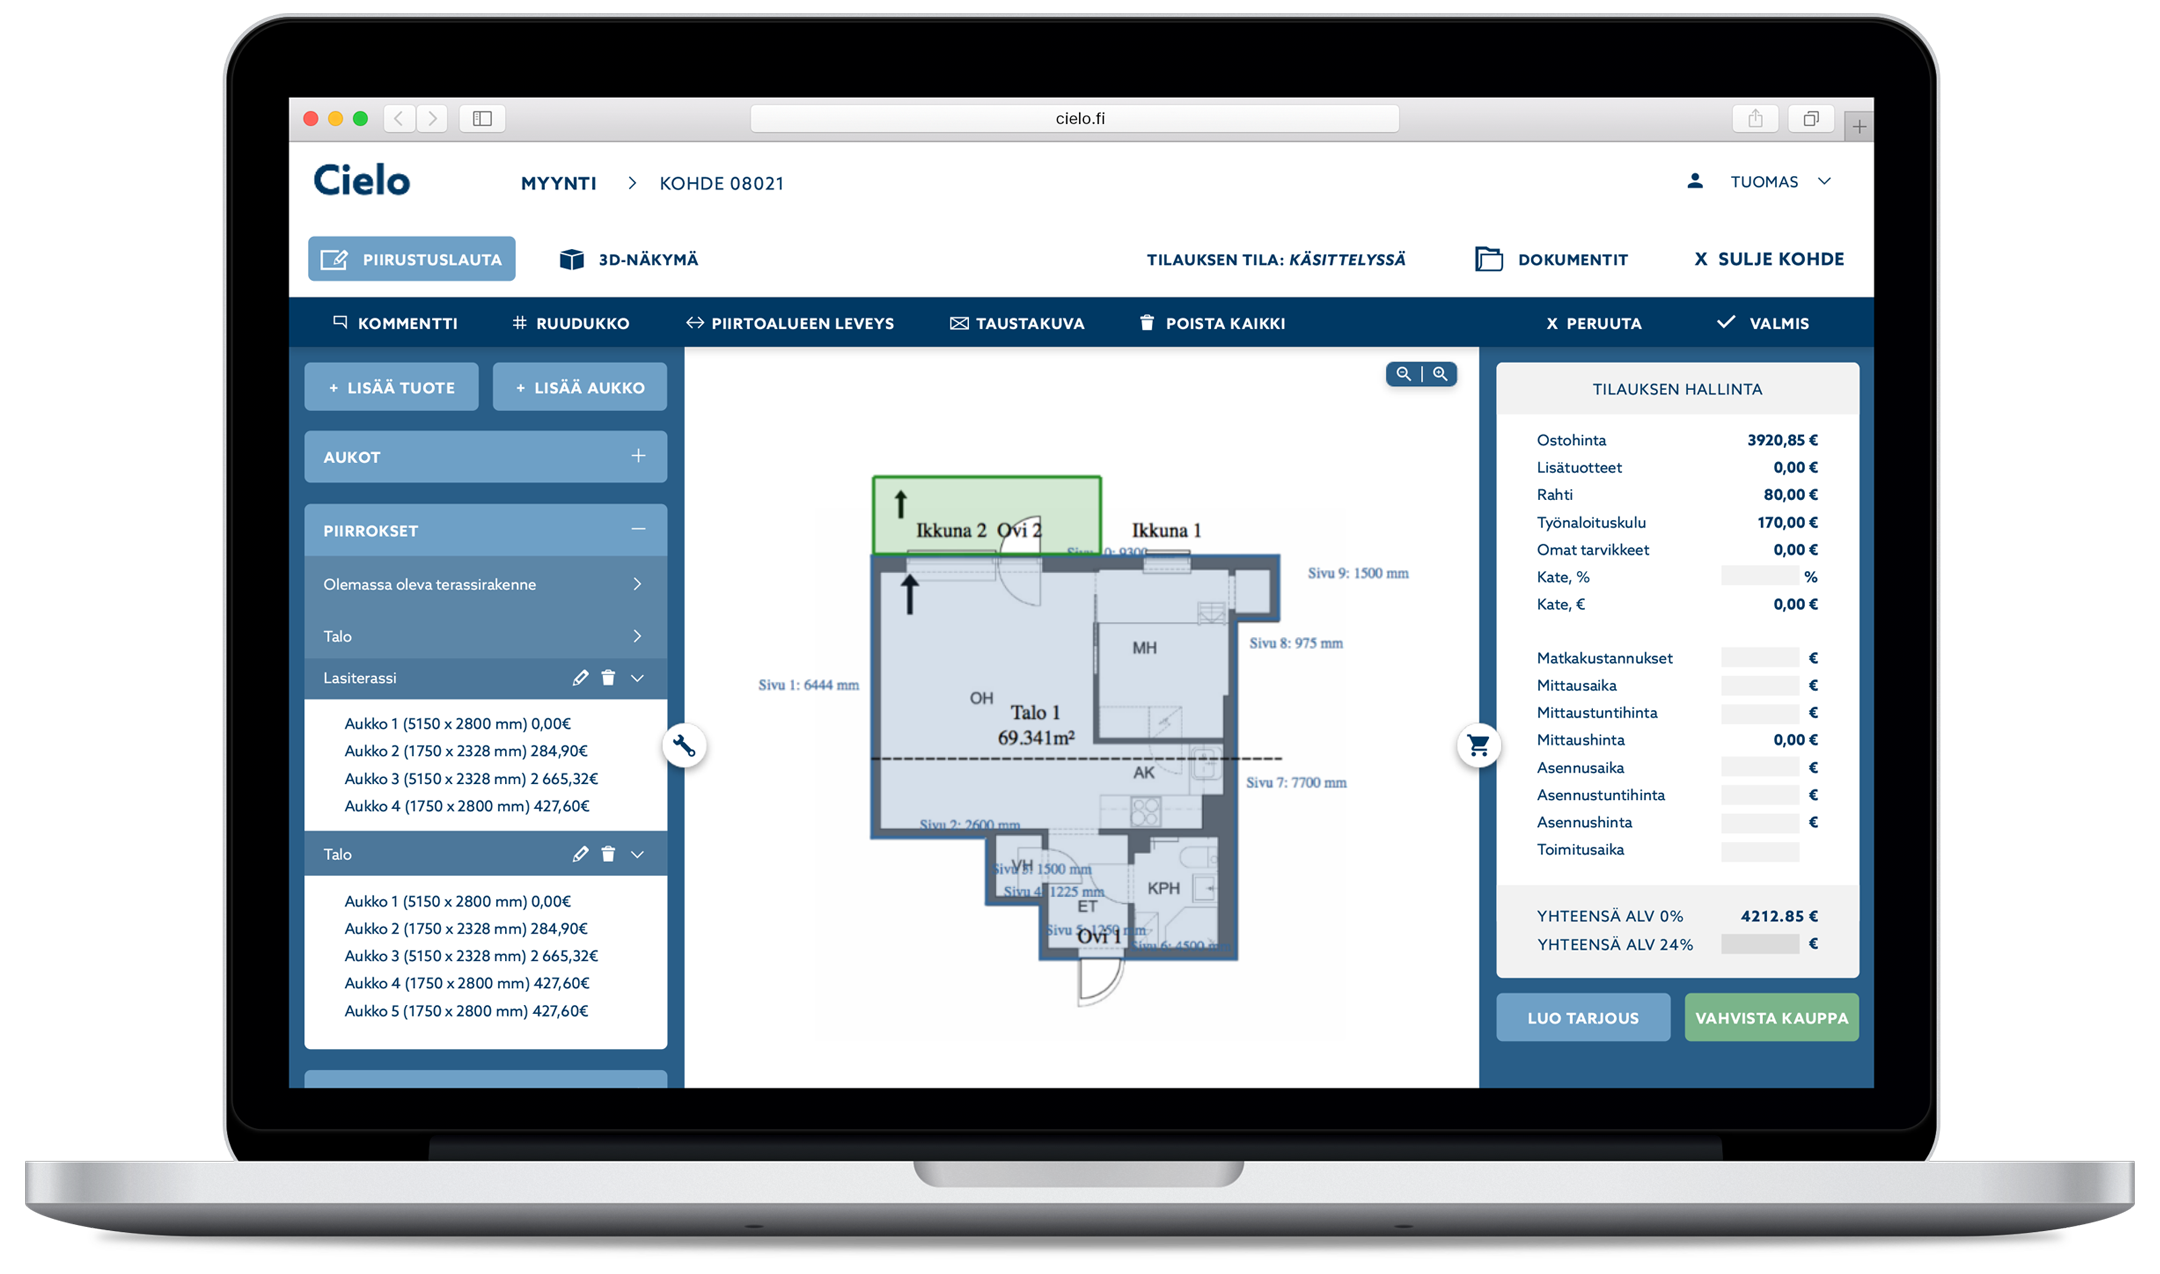 cielo.fi
Cielo
MYYNTI > KOHDE 08021
TUOMAS
PIIRUSTUSLAUTA
3D-NÄKYMÄ
TILAUKSEN TILA: KÄSITTELYSSÄ
DOKUMENTIT
X SULJE KOHDE
KOMMENTTI
RUUDUKKO
PIIRTOALUEEN LEVEYS
TAUSTAKUVA
POISTA KAIKKI
X PERUUTA
VALMIS
+ LISÄÄ TUOTE
+ LISÄÄ AUKKO
AUKOT
PIIRROKSET
Olemassa oleva terassirakenne
Talo
Lasiterassi
Aukko 1 (5150 x 2800 mm) 0,00€
Aukko 2 (1750 x 2328 mm) 284,90€
Aukko 3 (5150 x 2328 mm) 2 665,32€
Aukko 4 (1750 x 2800 mm) 427,60€
Talo
Aukko 1 (5150 x 2800 mm) 0,00€
Aukko 2 (1750 x 2328 mm) 284,90€
Aukko 3 (5150 x 2328 mm) 2 665,32€
Aukko 4 (1750 x 2800 mm) 427,60€
Aukko 5 (1750 x 2800 mm) 427,60€
Ikkuna 2 Ovi 2
Ikkuna 1
0: 9300
Sivu 9: 1500 mm
Sivu 8: 975 mm
MH
Sivu 1: 6444 mm
OH
Talo 1
69.341m²
AK
Sivu 7: 7700 mm
Sivu 2: 2600 mm
VH
Sivu 3: 1500 mm
Sivu 4: 1225 mm
KPH
ET
Sivu 5: 1250 mm
Ovi 1
Sivu 6: 4500 mm
TILAUKSEN HALLINTA
Ostohinta 3920,85 €
Lisätuotteet 0,00 €
Rahti 80,00 €
Työnaloituskulu 170,00 €
Omat tarvikkeet 0,00 €
Kate, % %
Kate, € 0,00 €
Matkakustannukset €
Mittausaika €
Mittaustuntihinta €
Mittaushinta 0,00 €
Asennusaika €
Asennustuntihinta €
Asennushinta €
Toimitusaika
YHTEENSÄ ALV 0% 4212.85 €
YHTEENSÄ ALV 24% €
LUO TARJOUS
VAHVISTA KAUPPA